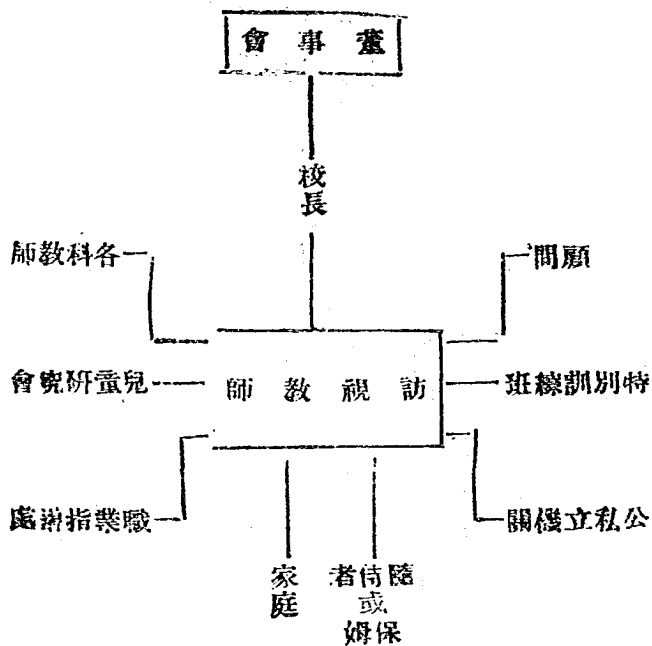 董事會
校長
顧問
各科教師
特別訓練班
訪視教師
兒童研究會
公私立機關
職業指導處
隨侍者
或
保姆
家庭